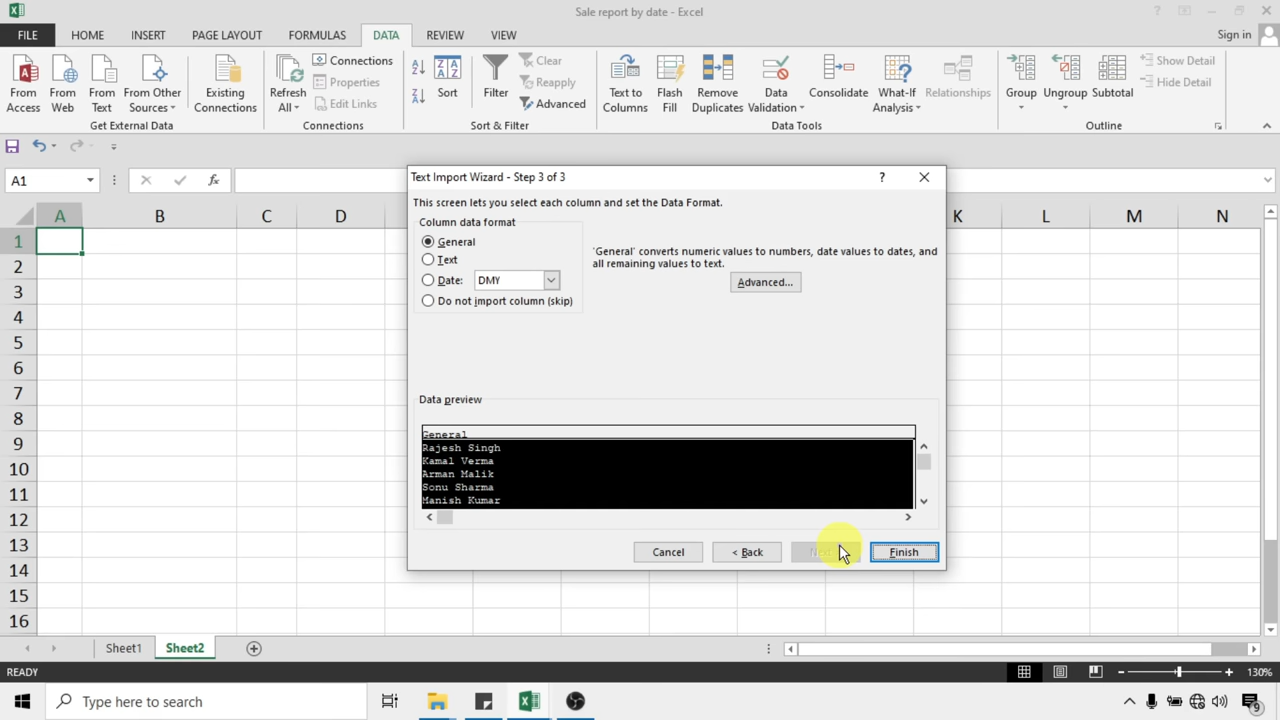 Sale report by date - Excel
?
FILE HOME INSERT PAGE LAYOUT FORMULAS DATA REVIEW VIEW Sign in
From Access
From Web
From Text
From Other Sources
Existing Connections
Get External Data
Refresh All
Connections
Properties
Edit Links
Connections
Sort
Filter
Clear
Reapply
Advanced
Sort & Filter
Text to Columns
Flash Fill
Remove Duplicates
Data Validation
Consolidate
What-If Analysis
Relationships
Data Tools
Group
Ungroup
Subtotal
Show Detail
Hide Detail
Outline
A1
fx
A B C D K L M N
1
2
3
4
5
6
7
8
9
10
11
12
13
14
15
16
Text Import Wizard - Step 3 of 3
?
This screen lets you select each column and set the Data Format.
Column data format
General
Text
Date: DMY
Do not import column (skip)
'General' converts numeric values to numbers, date values to dates, and
all remaining values to text.
Advanced...
Data preview
General
Rajesh Singh
Kamal Verma
Arman Malik
Sonu Sharma
Manish Kumar
Cancel < Back Finish
Sheet1 Sheet2
READY 130%
Type here to search
9